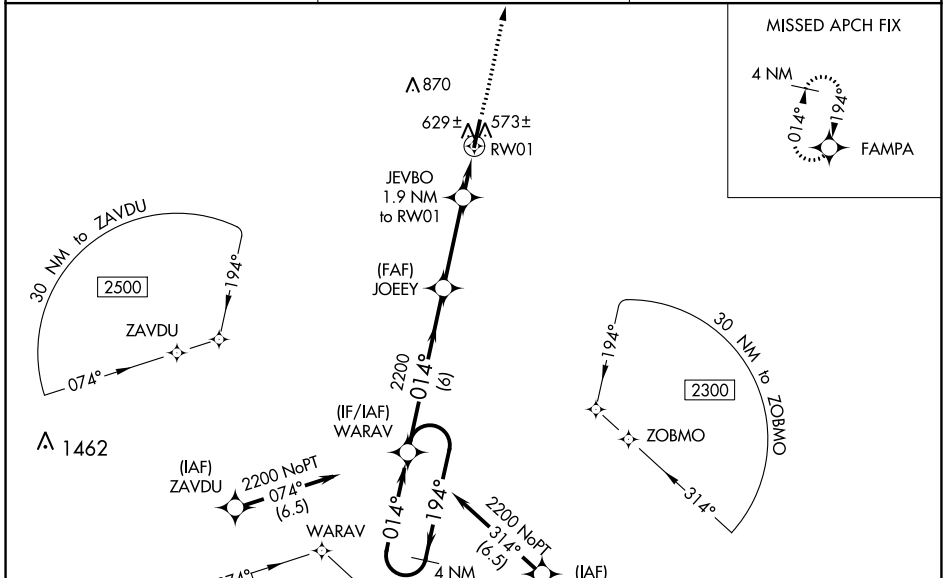 MISSED APCH FIX
4 NM
014°
194°
FAMPA
870
629±
573±
RW01
JEVBO
1.9 NM
to RW01
(FAF)
JOEEY
30 NM to ZAVDU
2500
194°
ZAVDU
074°
1462
2200
014°
(6)
(IF/IAF)
WARAV
30 NM to ZOBMO
194°
2300
ZOBMO
314°
(IAF)
ZAVDU
2200 NoPT
074°
(6.5)
014°
194°
4 NM
2200 NoPT
314°
(6.5)
(IAF)
WARAV